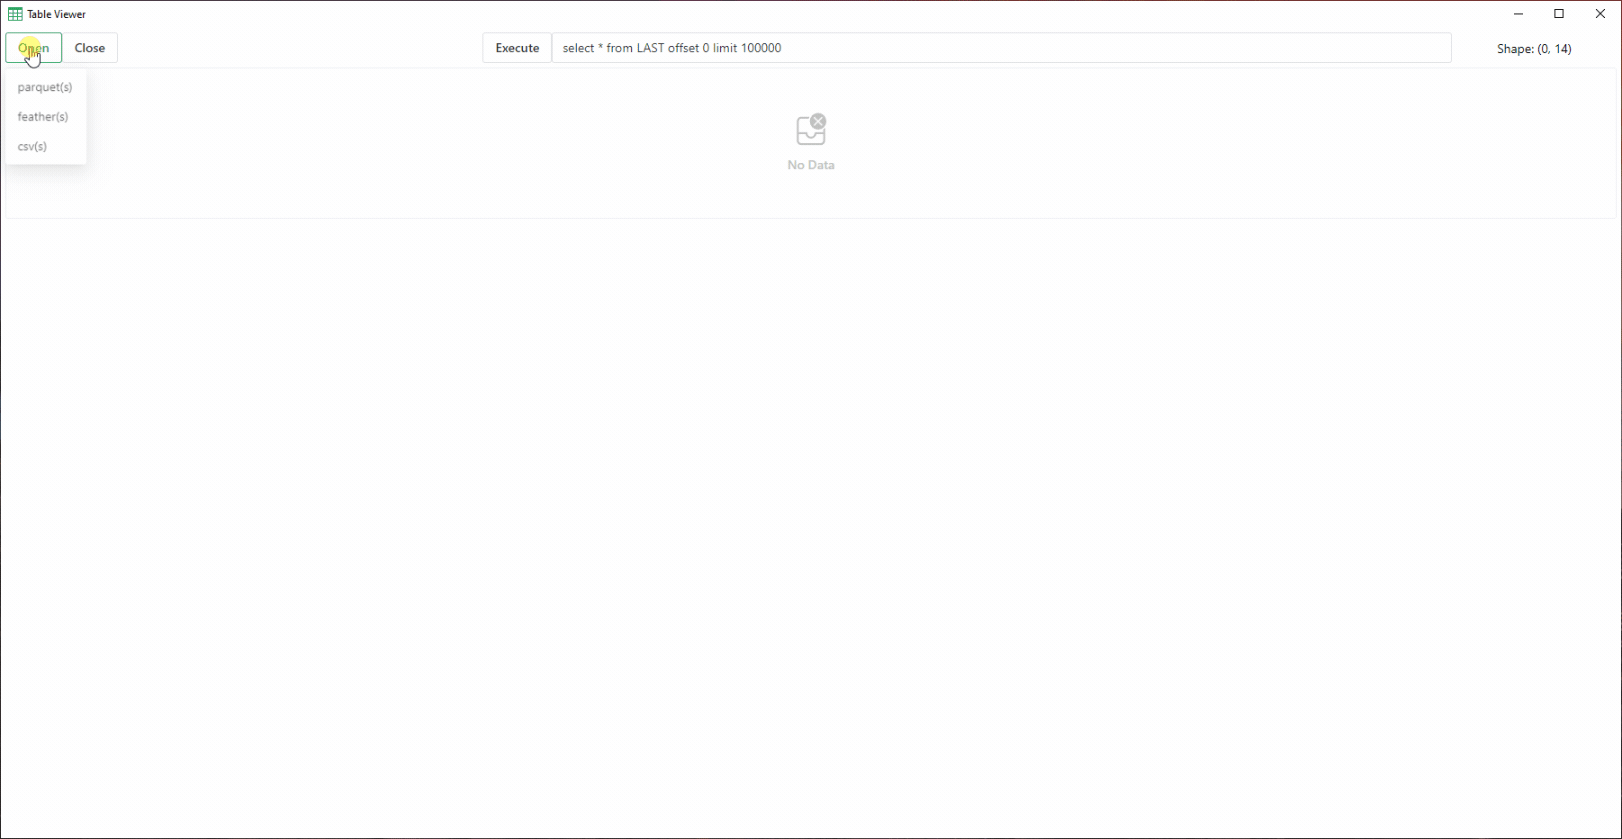 Table Viewer
Open Close Execute select * from LAST offset 0 limit 100000 Shape: (0, 14)
parquet(s)
feather(s)
csv(s)
No Data